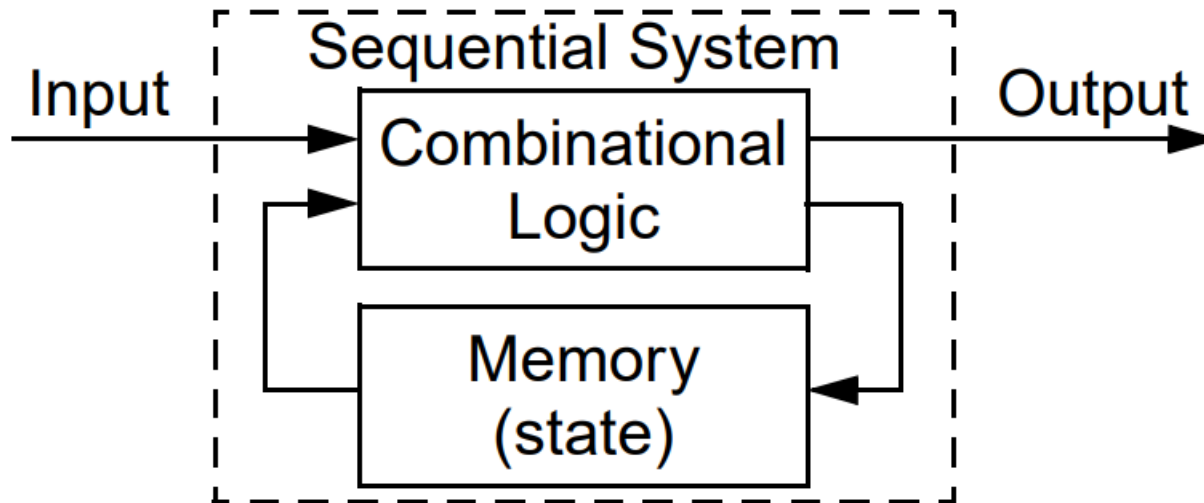 Sequential System
Input
Output
Combinational
Logic
Memory
(state)